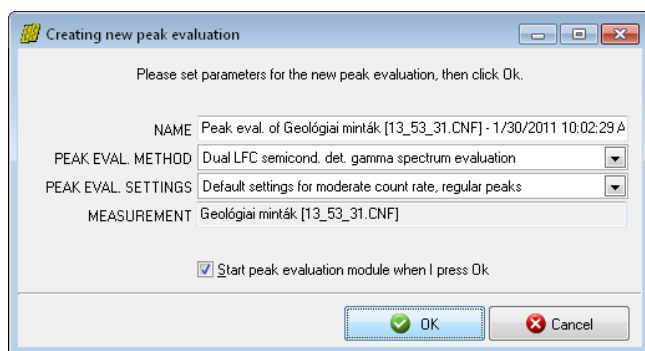 Creating new peak evaluation
Please set parameters for the new peak evaluation, then click Ok.
NAME Peak eval. of Geológiai minták [13_53_31.CNF] - 1/30/2011 10:02:29 A
PEAK EVAL. METHOD Dual LFC semicond. det. gamma spectrum evaluation
PEAK EVAL. SETTINGS Default settings for moderate count rate, regular peaks
MEASUREMENT Geológiai minták [13_53_31.CNF]
Start peak evaluation module when I press Ok
OK Cancel